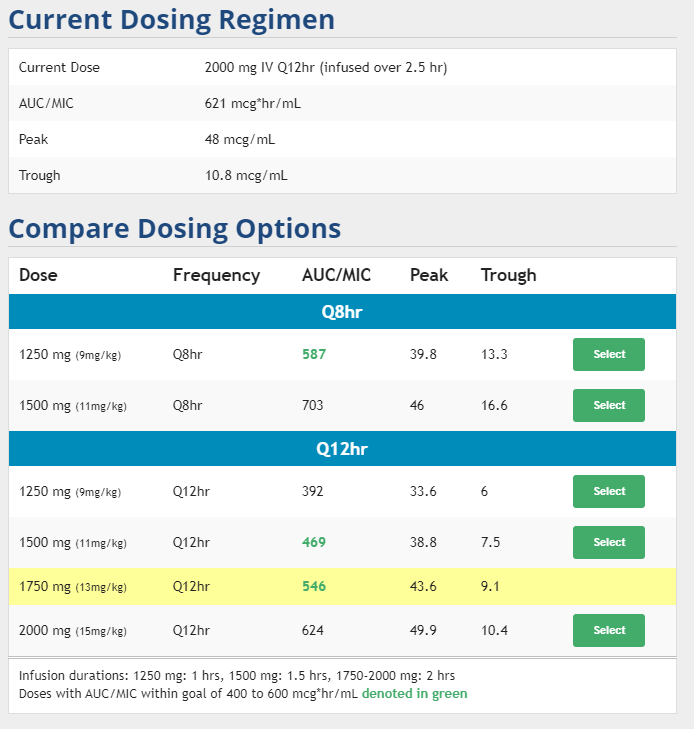 Current Dosing Regimen
Current Dose 2000 mg IV Q12hr (infused over 2.5 hr)
AUC/MIC 621 mcg*hr/mL
Peak 48 mcg/mL
Trough 10.8 mcg/mL
Compare Dosing Options
Dose Frequency AUC/MIC Peak Trough
Q8hr
1250 mg (9mg/kg) Q8hr 587 39.8 13.3 Select
1500 mg (11mg/kg) Q8hr 703 46 16.6 Select
Q12hr
1250 mg (9mg/kg) Q12hr 392 33.6 6 Select
1500 mg (11mg/kg) Q12hr 469 38.8 7.5 Select
1750 mg (13mg/kg) Q12hr 546 43.6 9.1
2000 mg (15mg/kg) Q12hr 624 49.9 10.4 Select
Infusion durations: 1250 mg: 1 hrs, 1500 mg: 1.5 hrs, 1750-2000 mg: 2 hrs
Doses with AUC/MIC within goal of 400 to 600 mcg*hr/mL denoted in green